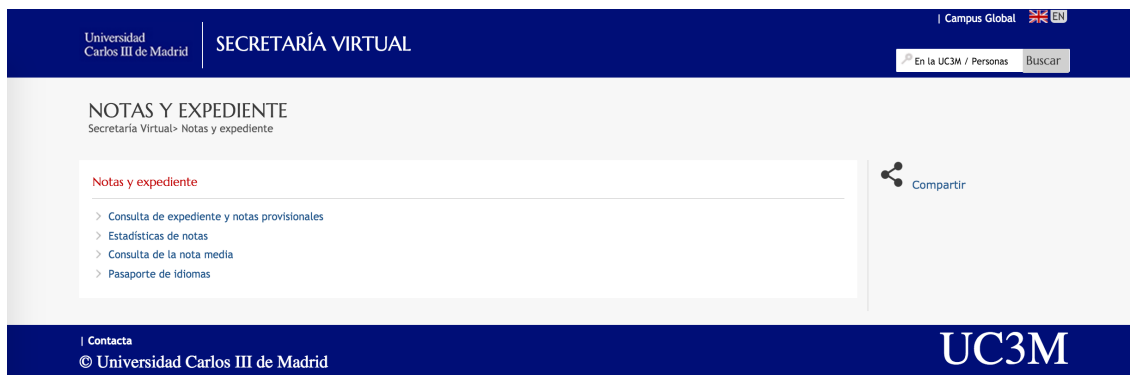 | Campus Global EN
Universidad
Carlos III de Madrid
SECRETARÍA VIRTUAL
En la UC3M / Personas Buscar
NOTAS Y EXPEDIENTE
Secretaría Virtual> Notas y expediente
Notas y expediente
Compartir
> Consulta de expediente y notas provisionales
> Estadísticas de notas
> Consulta de la nota media
> Pasaporte de idiomas
| Contacta
© Universidad Carlos III de Madrid
UC3M